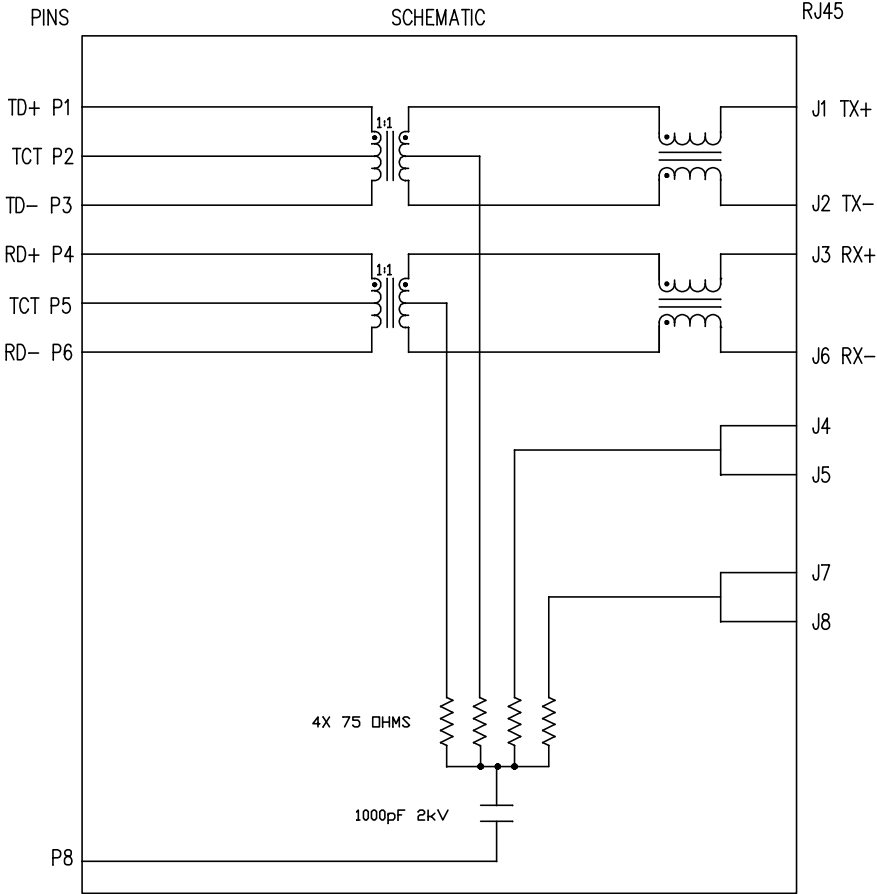 PINS SCHEMATIC RJ45
TD+ P1 1:1 J1 TX+
TCT P2
TD- P3 J2 TX-
RD+ P4 1:1 J3 RX+
TCT P5
RD- P6 J6 RX-
J4
J5
J7
J8
4X 75 OHMS
1000pF 2kV
P8